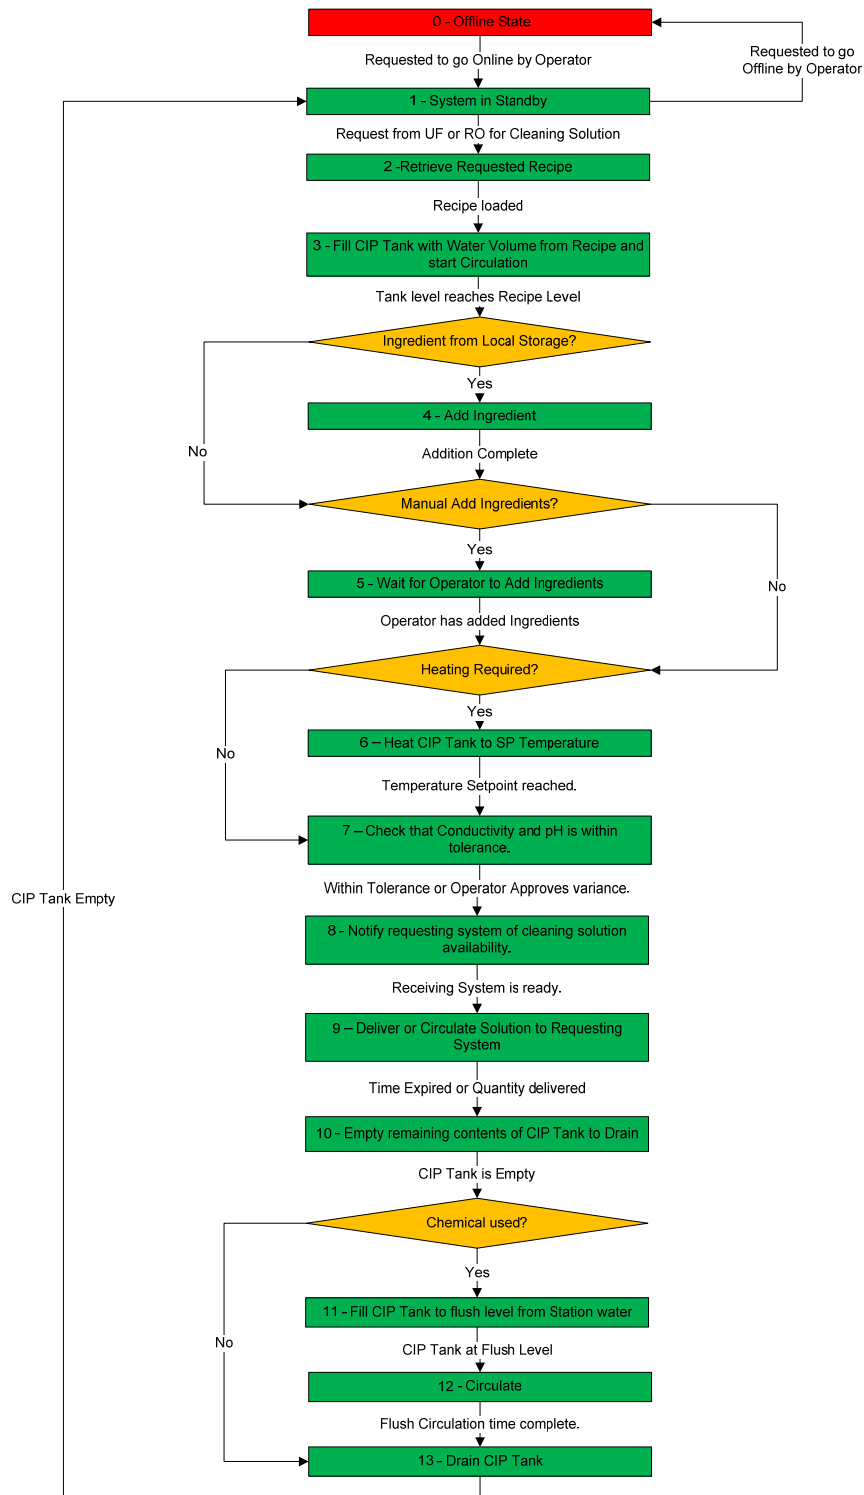 0 - Offline State
Requested to go Online by Operator
Requested to go
Offline by Operator
1 - System in Standby
Request from UF or RO for Cleaning Solution
2 -Retrieve Requested Recipe
Recipe loaded
3 - Fill CIP Tank with Water Volume from Recipe and
start Circulation
Tank level reaches Recipe Level
Ingredient from Local Storage?
Yes
4 - Add Ingredient
No
Addition Complete
Manual Add Ingredients?
Yes
5 - Wait for Operator to Add Ingredients
No
Operator has added Ingredients
Heating Required?
Yes
6 – Heat CIP Tank to SP Temperature
No
Temperature Setpoint reached.
7 – Check that Conductivity and pH is within
tolerance.
Within Tolerance or Operator Approves variance.
CIP Tank Empty
8 - Notify requesting system of cleaning solution
availability.
Receiving System is ready.
9 – Deliver or Circulate Solution to Requesting
System
Time Expired or Quantity delivered
10 - Empty remaining contents of CIP Tank to Drain
CIP Tank is Empty
Chemical used?
Yes
11 - Fill CIP Tank to flush level from Station water
No
CIP Tank at Flush Level
12 - Circulate
Flush Circulation time complete.
13 – Drain CIP Tank